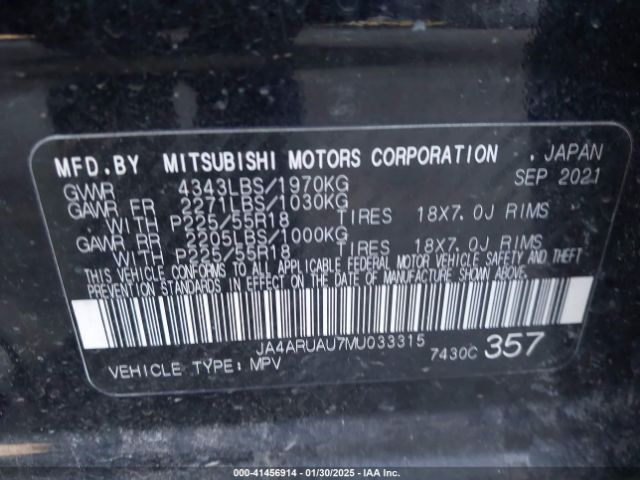 MFD.BY MITSUBISHI MOTORS CORPORATION . JAPAN
GVWR 4343LBS/1970KG SEP 2021
GAWR FR 2271LBS/1030KG
WITH P225/55R18 TIRES 18X7.0J RIMS
GAWR RR 2205LBS/1000KG
WITH P225/55R18 TIRES 18X7.0J RIMS
THIS VEHICLE CONFORMS TO ALL APPLICABLE FEDERAL MOTOR VEHICLE SAFETY AND THEFT
PREVENTION STANDARDS IN EFFECT ON THE DATE OF MANUFACTURE SHOWN ABOVE.
JA4ARUAU7MU033315 7430C 357
VEHICLE TYPE: MPV
000-41456914 - 01/30/2025 - IAA Inc.